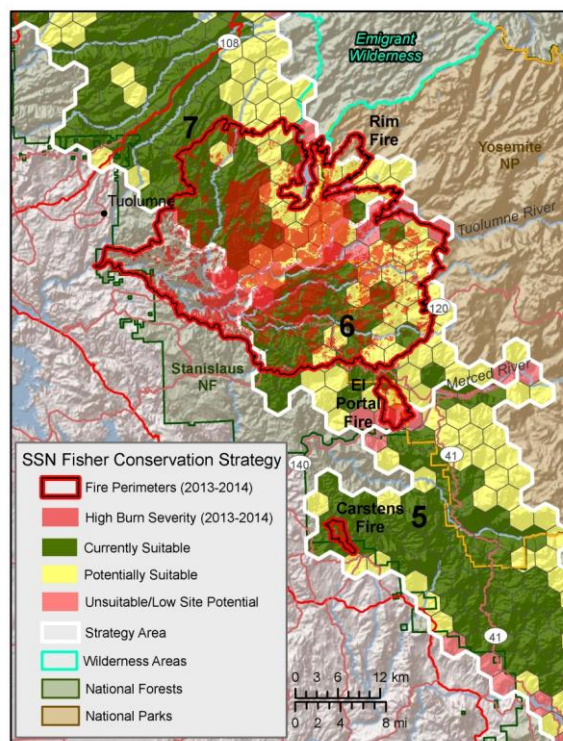 108
Emigrant
Wilderness
7
Rim
Fire
Yosemite
NP
Tuolumne
Tuolumne River
120
6
Stanislaus
NF
El
Portal
Fire
Merced River
41
140
5
Carstens
Fire
41
SSN Fisher Conservation Strategy
Fire Perimeters (2013-2014)
High Burn Severity (2013-2014)
Currently Suitable
Potentially Suitable
Unsuitable/Low Site Potential
Strategy Area
Wilderness Areas
National Forests
National Parks
0 3 6 12 km
0 2 4 8 mi